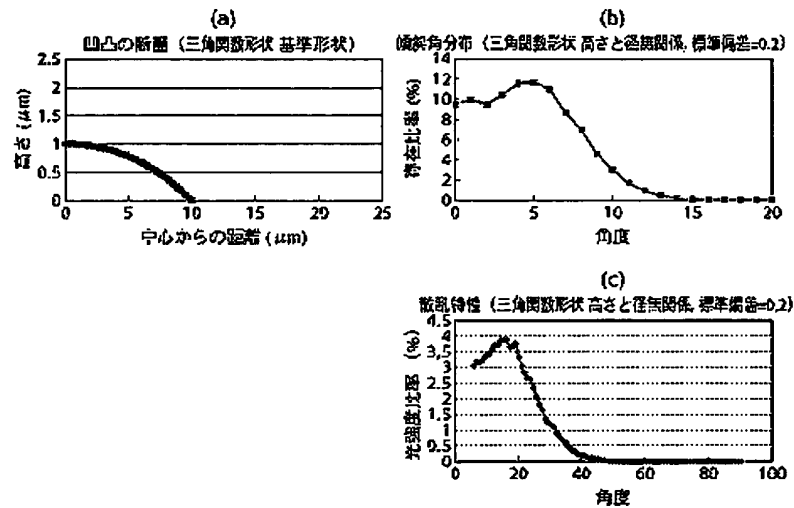 (a)
凹凸の断面 (三角関数形状 基準形状)
高さ (μm)
2.5
2
1.5
1
0.5
0
0 5 10 15 20 25
中心からの距離 (μm)
(b)
傾斜角分布 (三角関数形状 高さと径無関係, 標準偏差=0.2)
存在比率 (%)
14
12
10
8
6
4
2
0
0 5 10 15 20
角度
(c)
散乱特性 (三角関数形状 高さと径無関係, 標準偏差=0,2)
光強度比率 (%)
4.5
4
3.5
3
2.5
2
1.5
1
0.5
0
0 20 40 60 80 100
角度